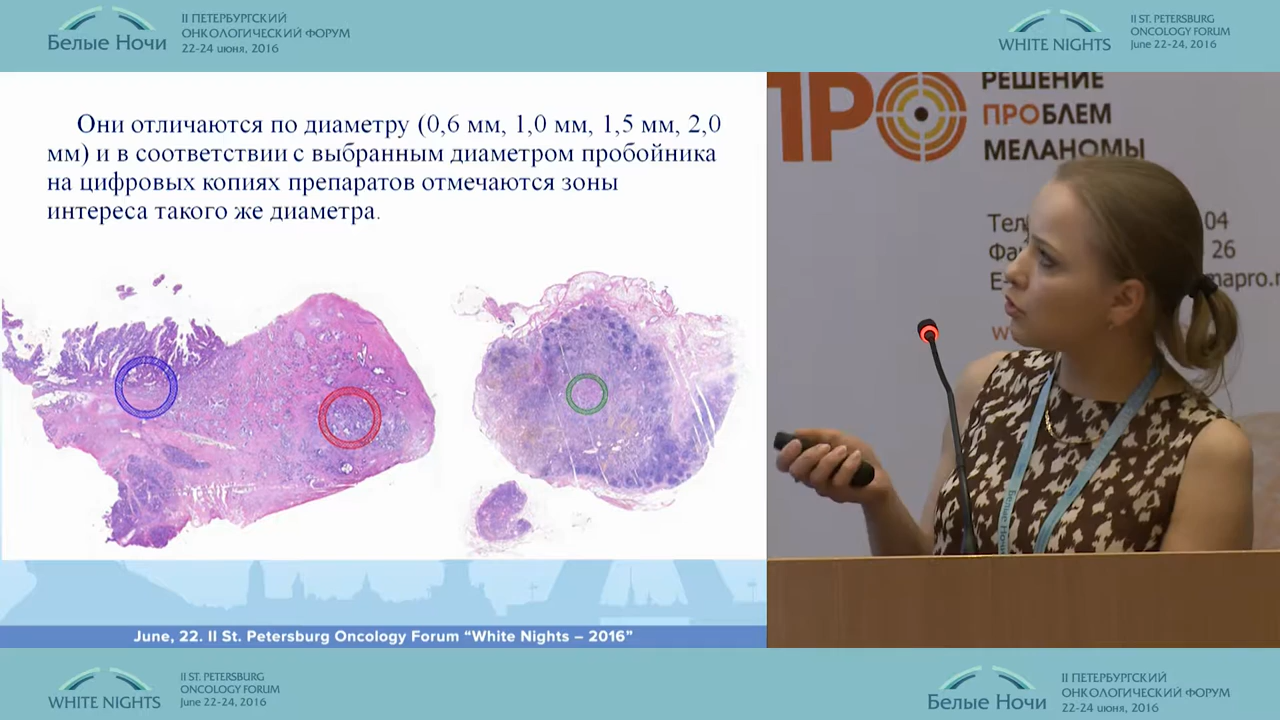 Белые Ночи
II ПЕТЕРБУРГСКИЙ
ОНКОЛОГИЧЕСКИЙ ФОРУМ
22-24 июня, 2016
WHITE NIGHTS
II ST. PETERSBURG
ONCOLOGY FORUM
June 22-24, 2016
Они отличаются по диаметру (0,6 мм, 1,0 мм, 1,5 мм, 2,0
мм) и в соответствии с выбранным диаметром пробойника
на цифровых копиях препаратов отмечаются зоны
интереса такого же диаметра.
ПРО
РЕШЕНИЕ
ПРОБЛЕМ
МЕЛАНОМЫ
04
26
June, 22. II St. Petersburg Oncology Forum “White Nights – 2016”
WHITE NIGHTS
II ST. PETERSBURG
ONCOLOGY FORUM
June 22-24, 2016
Белые Ночи
II ПЕТЕРБУРГСКИЙ
ОНКОЛОГИЧЕСКИЙ ФОРУМ
22-24 июня, 2016